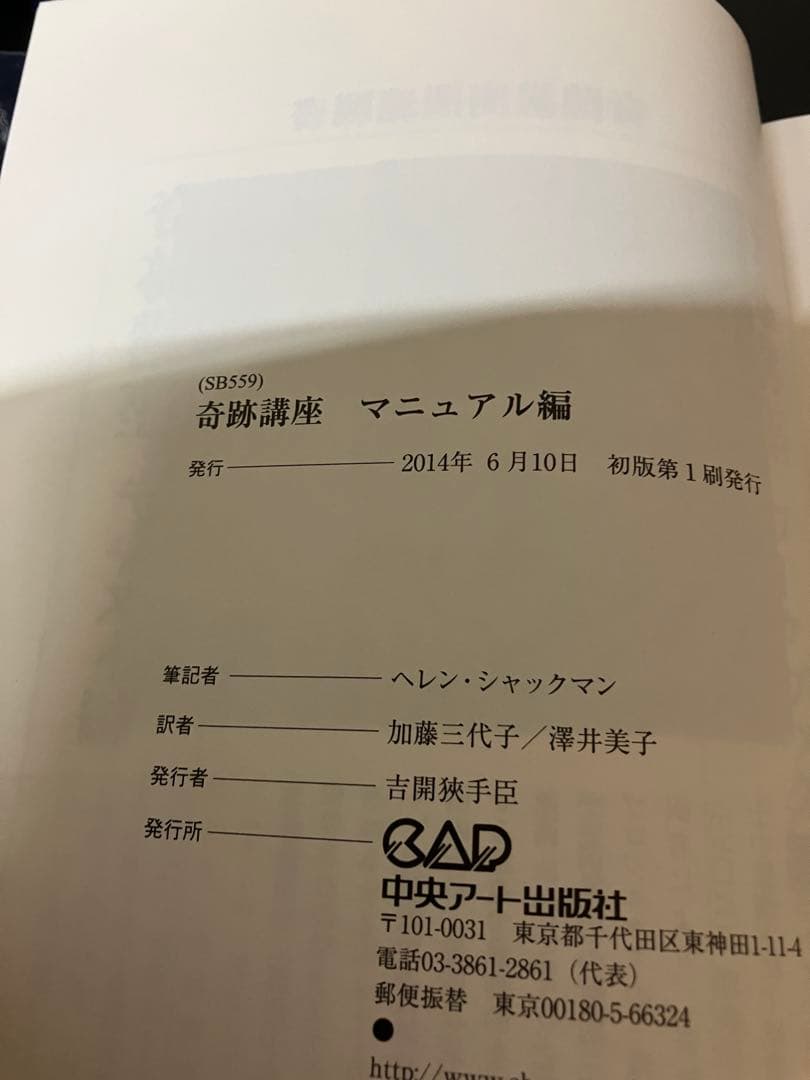 (SB559)
奇跡講座　マニュアル編
発行 2014年 6月10日　初版第1刷発行
筆記者 ヘレン・シャックマン
訳者 加藤三代子／澤井美子
発行者 吉開狹手臣
発行所 CAP
中央アート出版社
〒101-0031　東京都千代田区東神田1-11-4
電話03-3861-2861（代表）
郵便振替　東京00180-5-66324
●
http://www.